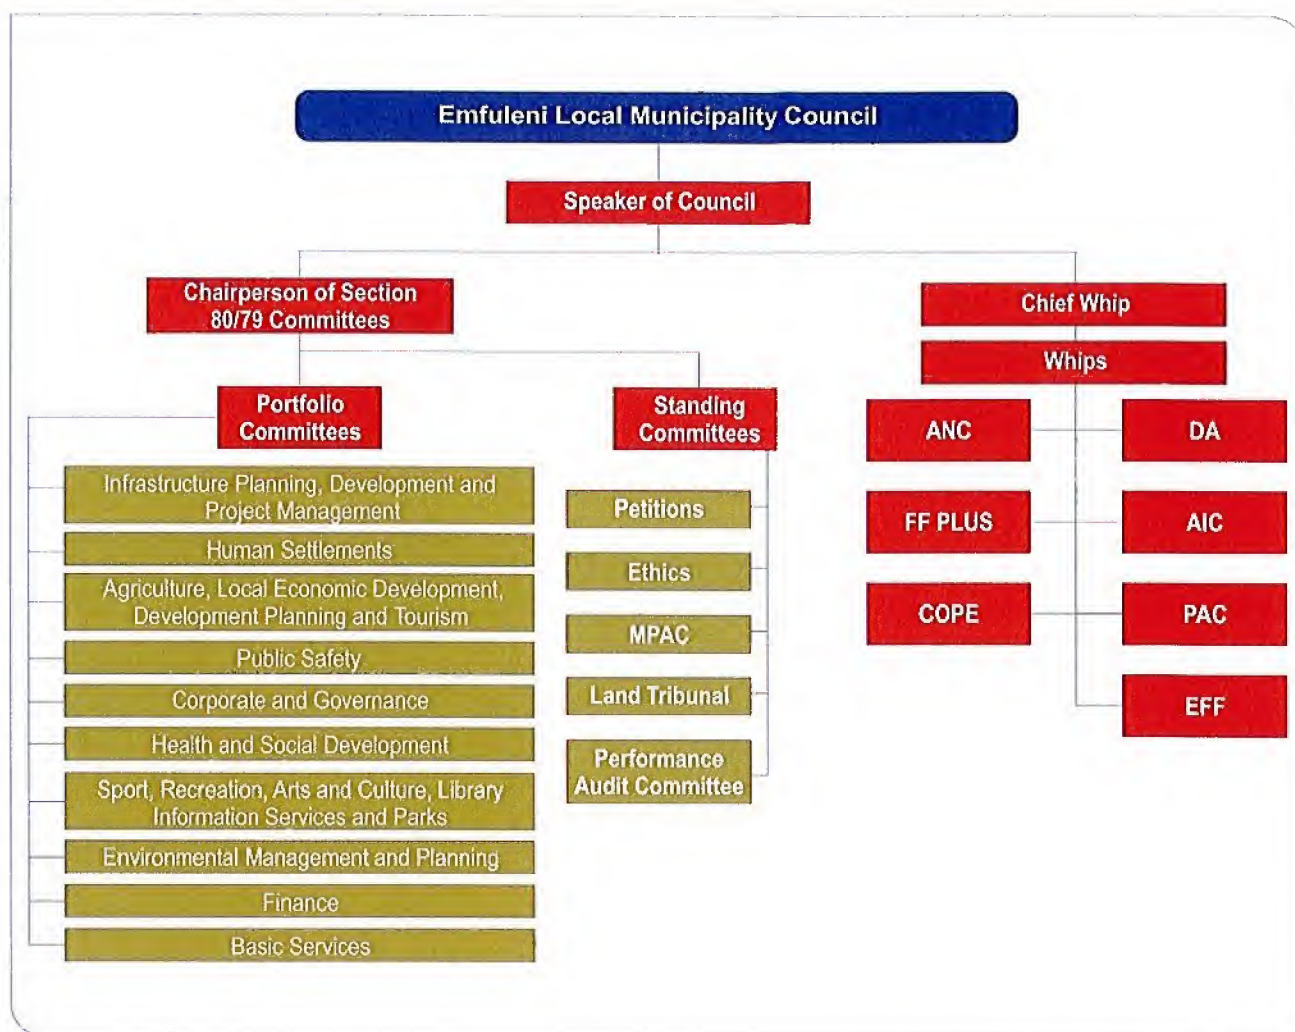 Emfuleni Local Municipality Council
Speaker of Council
Chairperson of Section
80/79 Committees
Portfolio
Committees
Infrastructure Planning, Development and
Project Management
Human Settlements
Agriculture, Local Economic Development,
Development Planning and Tourism
Public Safety
Corporate and Governance
Health and Social Development
Sport, Recreation, Arts and Culture, Library
Information Services and Parks
Environmental Management and Planning
Finance
Basic Services
Standing
Committees
Petitions
Ethics
MPAC
Land Tribunal
Performance
Audit Committee
Chief Whip
Whips
ANC
DA
FF PLUS
AIC
COPE
PAC
EFF